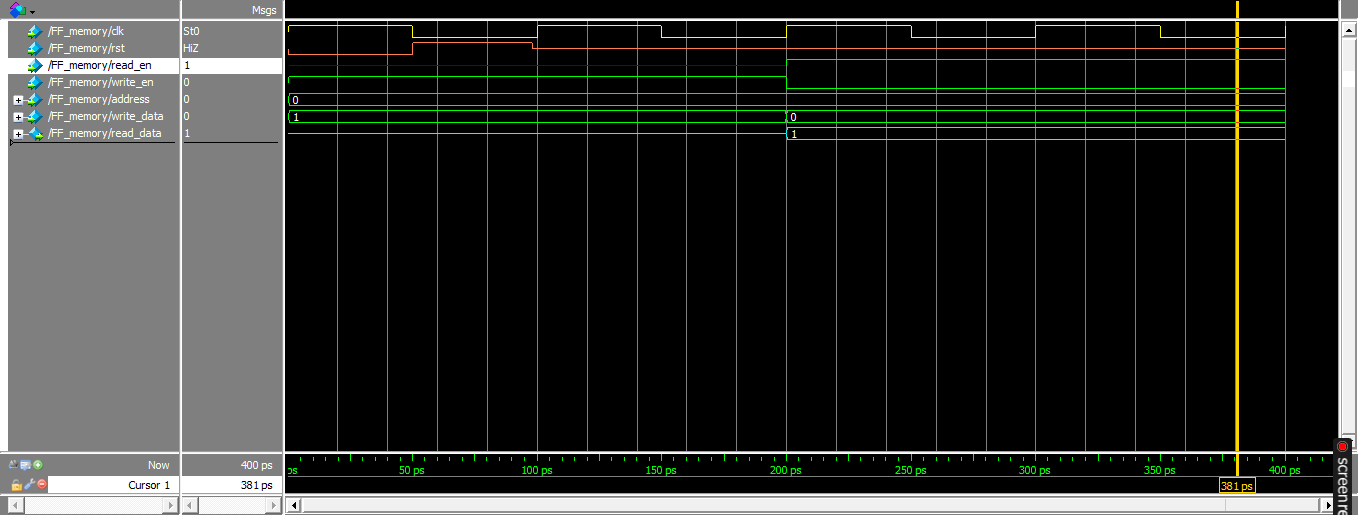 Msgs
/FF_memory/clk St0
/FF_memory/rst HiZ
/FF_memory/read_en 1
/FF_memory/write_en 0
/FF_memory/address 0 0
/FF_memory/write_data 0 1 0
/FF_memory/read_data 1 1
Now 400 ps ps 50 ps 100 ps 150 ps 200 ps 250 ps 300 ps 350 ps 400 ps
Cursor 1 381 ps 381 ps
screenre